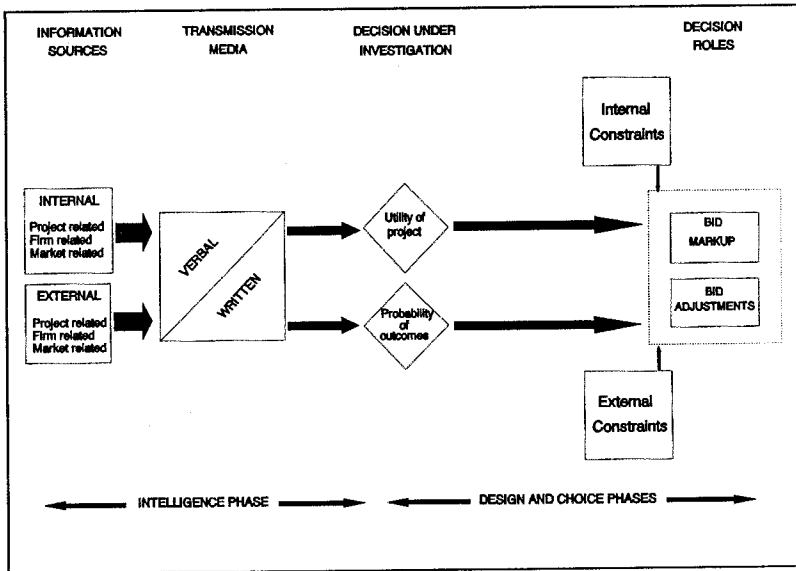 INFORMATION
SOURCES
TRANSMISSION
MEDIA
DECISION UNDER
INVESTIGATION
DECISION
ROLES
Internal
Constraints
INTERNAL
Project related
Firm related
Market related
EXTERNAL
Project related
Firm related
Market related
VERBAL
WRITTEN
Utility of
project
Probability
of
outcomes
BID
MARKUP
BID
ADJUSTMENTS
External
Constraints
INTELLIGENCE PHASE
DESIGN AND CHOICE PHASES